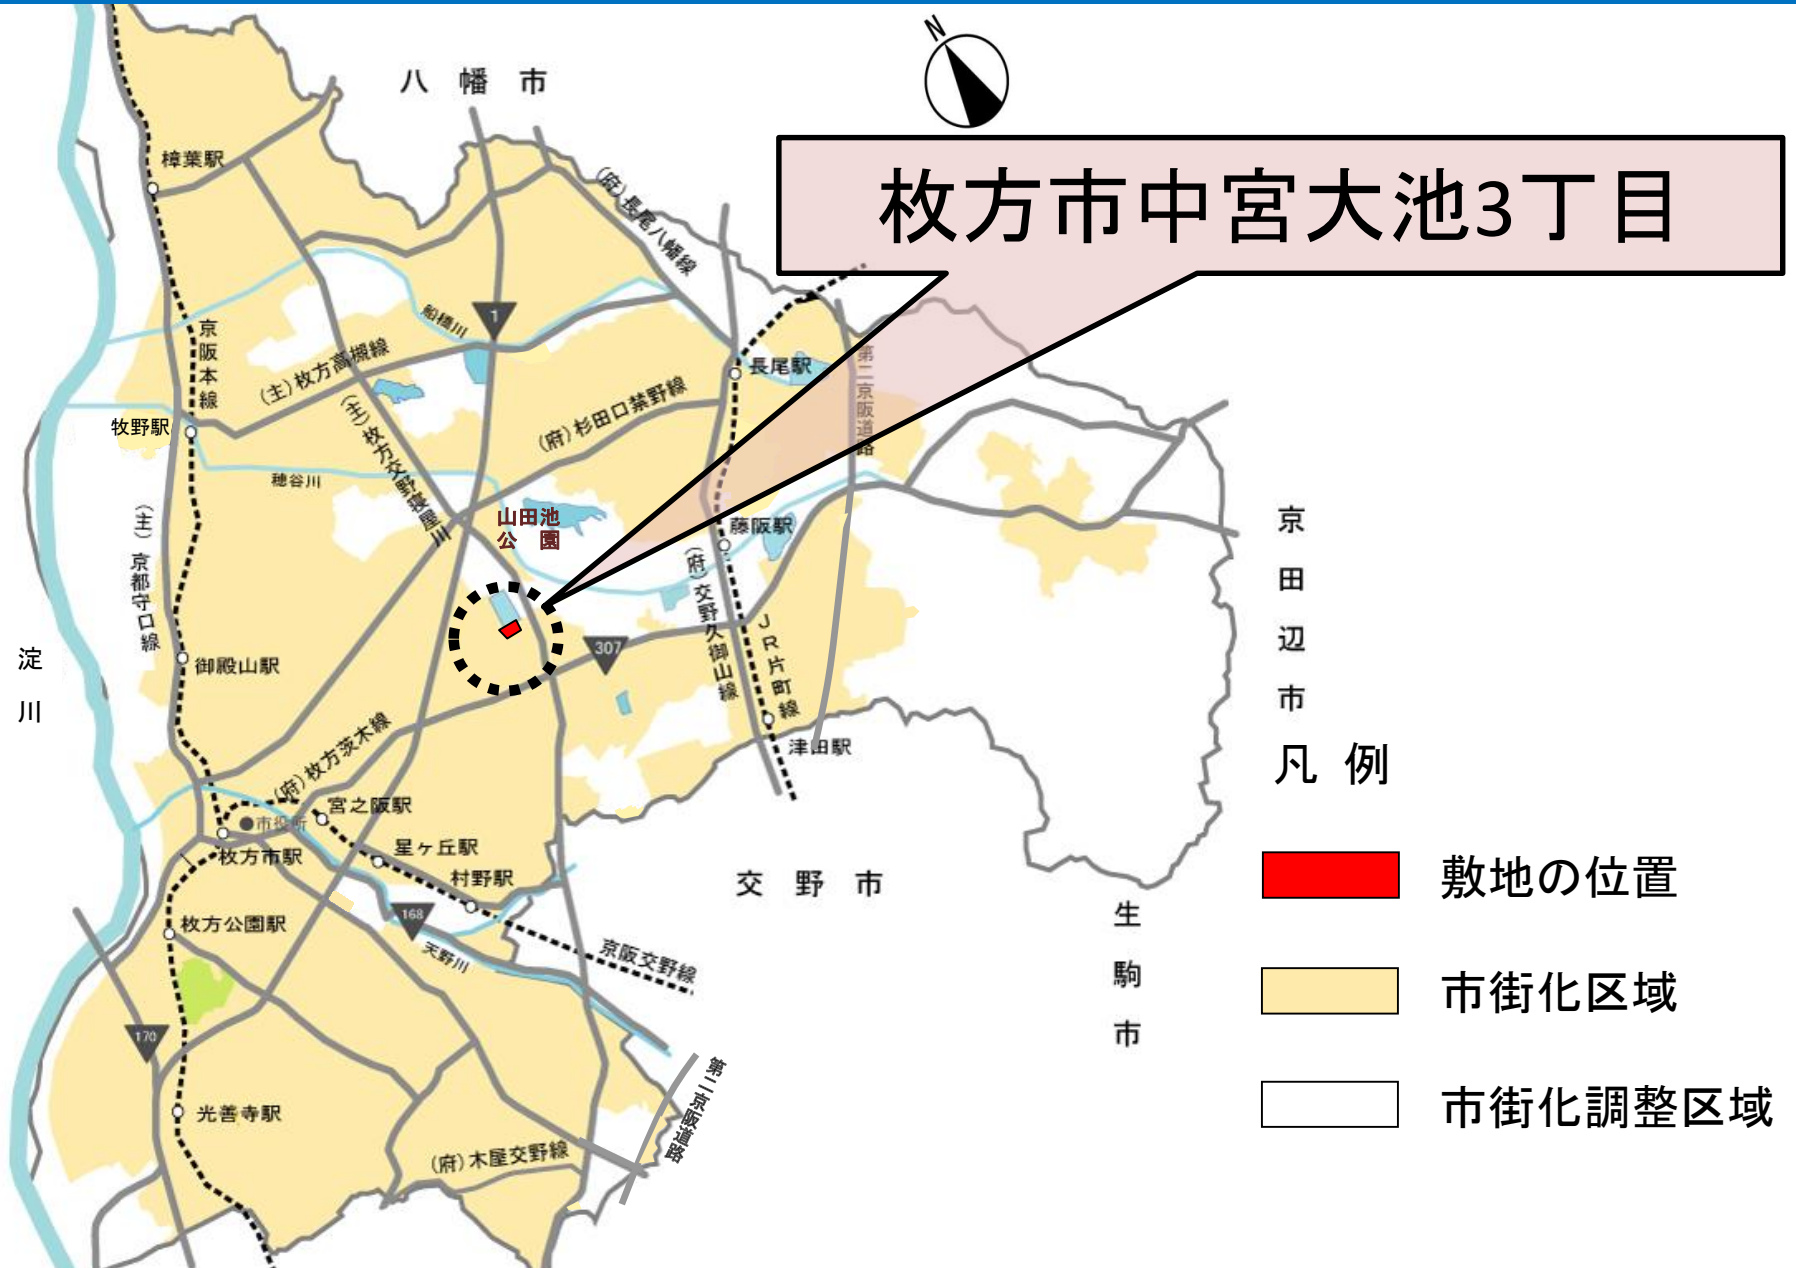 N
八幡市
枚方市中宮大池3丁目
樟葉駅
(府)長尾八幡線
船橋川
1
京阪本線
(主)枚方高槻線
長尾駅
第二京阪道路
(府)杉田口禁野線
(主)枚方交野寝屋川
牧野駅
穂谷川
山田池
公園
藤阪駅
(主)京都守口線
(府)交野久御山線
JR片町線
307
京田辺市
淀川
御殿山駅
津田駅
(府)枚方茨木線
宮之阪駅
市役所
枚方市駅
星ヶ丘駅
村野駅
交野市
生駒市
枚方公園駅
168
天野川
京阪交野線
170
光善寺駅
(府)木屋交野線
第二京阪道路
凡例
敷地の位置
市街化区域
市街化調整区域